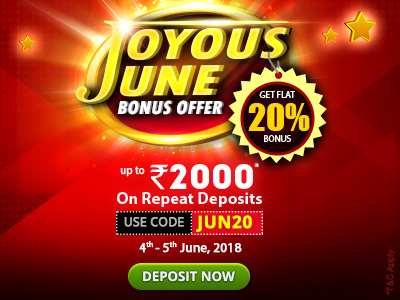 JOYOUS
JUNE
BONUS OFFER
GET FLAT
20%
BONUS
up to ₹2000*
On Repeat Deposits
USE CODE JUN20
4th - 5th June, 2018
DEPOSIT NOW
*T&C Apply